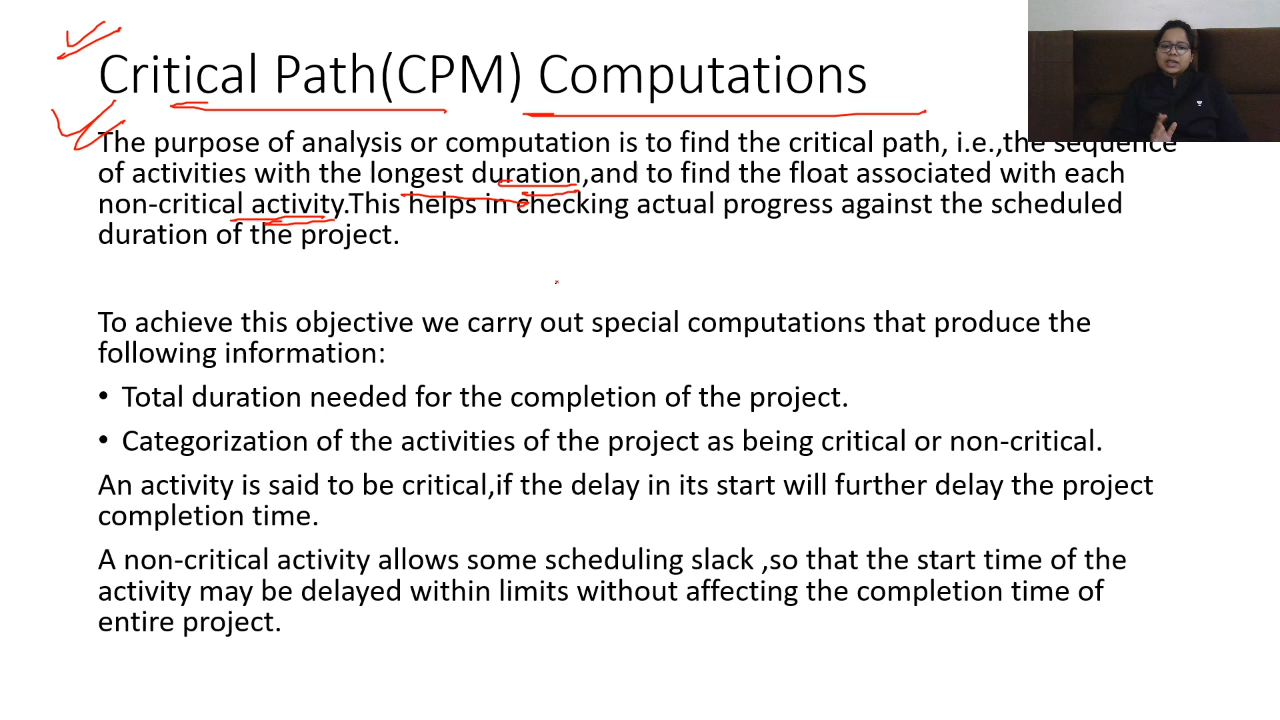 Critical Path(CPM) Computations
The purpose of analysis or computation is to find the critical path, i.e.,the sequence
of activities with the longest duration,and to find the float associated with each
non-critical activity.This helps in checking actual progress against the scheduled
duration of the project.
To achieve this objective we carry out special computations that produce the
following information:
• Total duration needed for the completion of the project.
• Categorization of the activities of the project as being critical or non-critical.
An activity is said to be critical,if the delay in its start will further delay the project
completion time.
A non-critical activity allows some scheduling slack ,so that the start time of the
activity may be delayed within limits without affecting the completion time of
entire project.